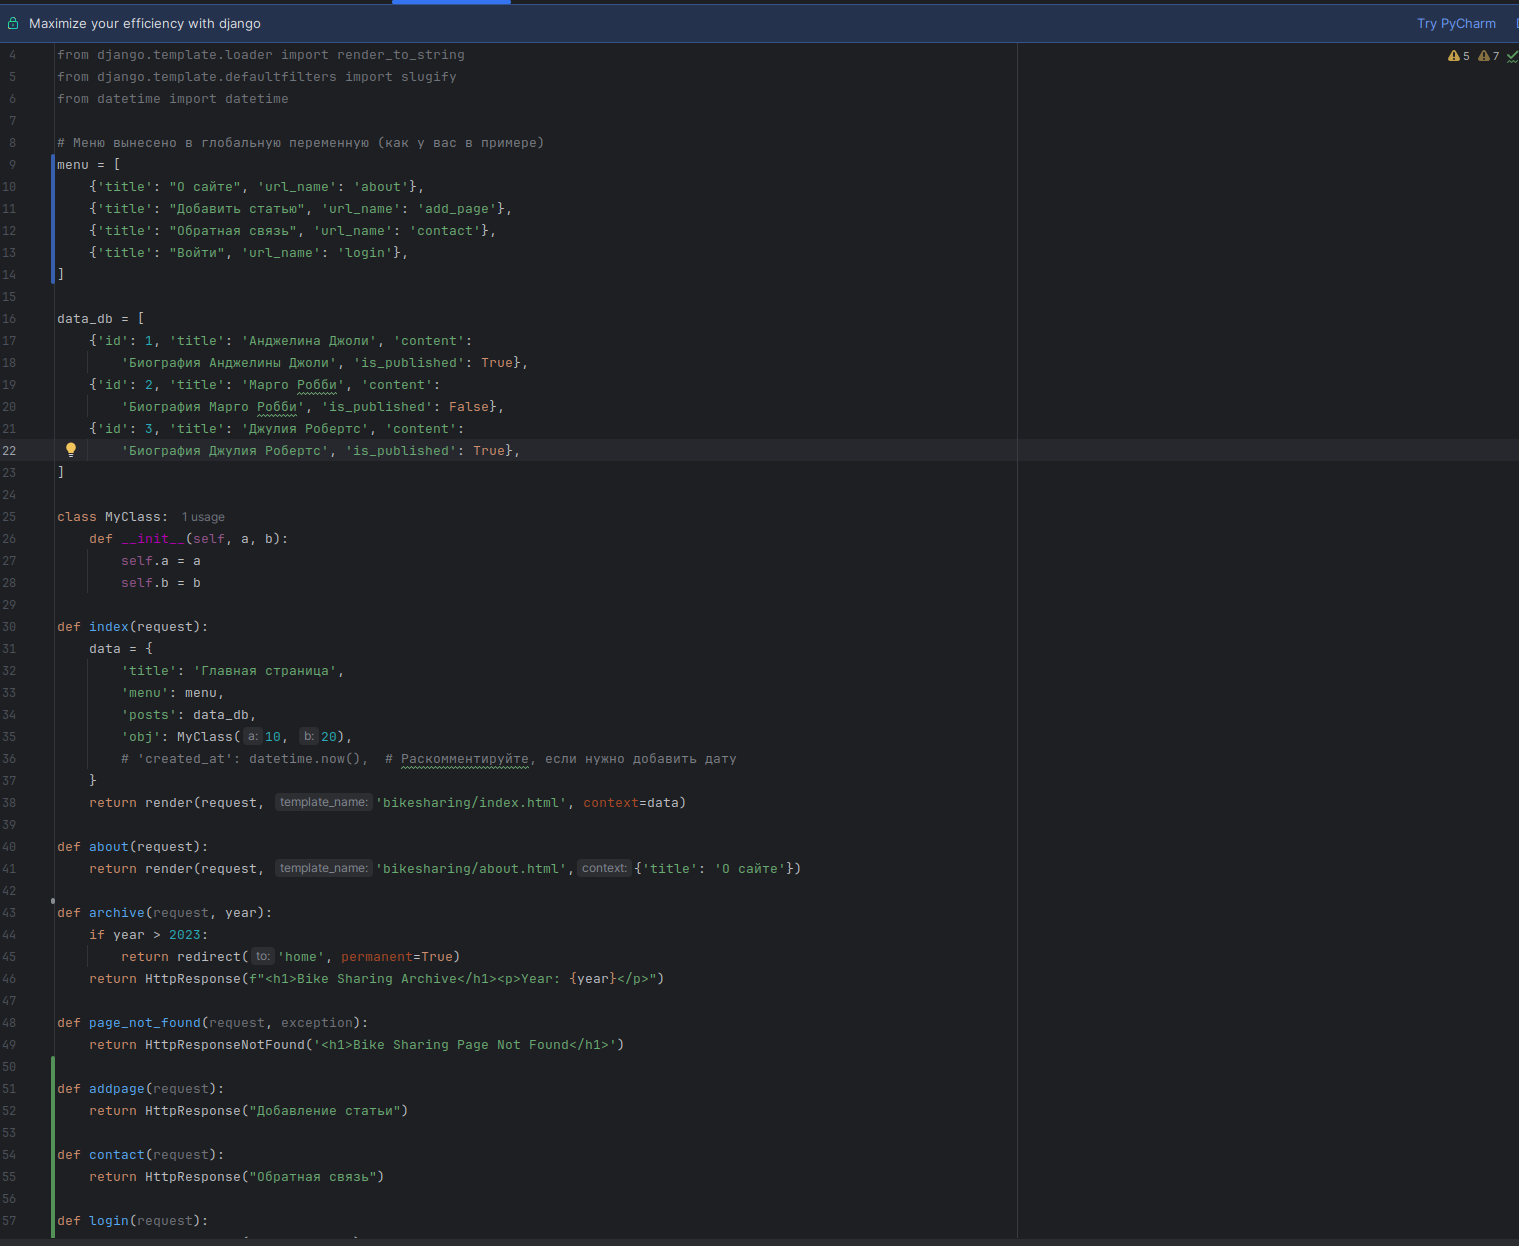 Maximize your efficiency with django
Try PyCharm
4 from django.template.loader import render_to_string
5 7
5 from django.template.defaultfilters import slugify
6 from datetime import datetime
7
8 # Меню вынесено в глобальную переменную (как у вас в примере)
9 menu = [
10 {'title': "О сайте", 'url_name': 'about'},
11 {'title': "Добавить статью", 'url_name': 'add_page'},
12 {'title': "Обратная связь", 'url_name': 'contact'},
13 {'title': "Войти", 'url_name': 'login'},
14 ]
15
16 data_db = [
17 {'id': 1, 'title': 'Анджелина Джоли', 'content':
18 'Биография Анджелины Джоли', 'is_published': True},
19 {'id': 2, 'title': 'Марго Робби', 'content':
20 'Биография Марго Робби', 'is_published': False},
21 {'id': 3, 'title': 'Джулия Робертс', 'content':
22 'Биография Джулия Робертс', 'is_published': True},
23 ]
24
25 class MyClass: 1 usage
26 def __init__(self, a, b):
27 self.a = a
28 self.b = b
29
30 def index(request):
31 data = {
32 'title': 'Главная страница',
33 'menu': menu,
34 'posts': data_db,
35 'obj': MyClass( a: 10, b: 20),
36 # 'created_at': datetime.now(), # Раскомментируйте, если нужно добавить дату
37 }
38 return render(request, template_name: 'bikesharing/index.html', context=data)
39
40 def about(request):
41 return render(request, template_name: 'bikesharing/about.html', context: {'title': 'О сайте'})
42
43 def archive(request, year):
44 if year > 2023:
45 return redirect( to: 'home', permanent=True)
46 return HttpResponse(f"<h1>Bike Sharing Archive</h1><p>Year: {year}</p>")
47
48 def page_not_found(request, exception):
49 return HttpResponseNotFound('<h1>Bike Sharing Page Not Found</h1>')
50
51 def addpage(request):
52 return HttpResponse("Добавление статьи")
53
54 def contact(request):
55 return HttpResponse("Обратная связь")
56
57 def login(request):